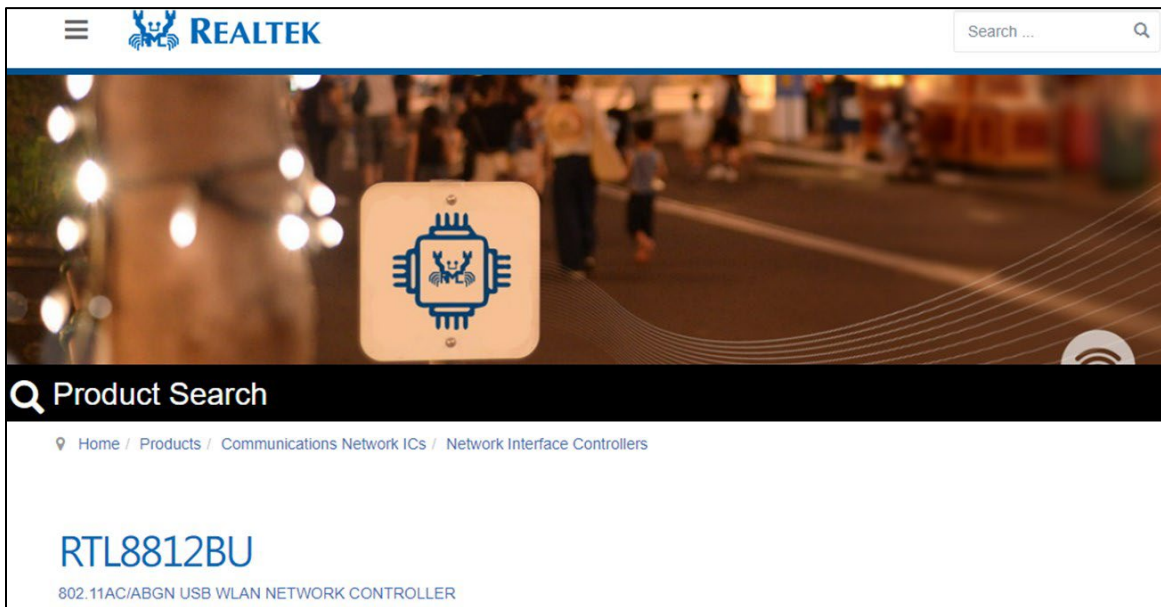 REALTEK
Search ...
Product Search
Home / Products / Communications Network ICs / Network Interface Controllers
RTL8812BU
802.11AC/ABGN USB WLAN NETWORK CONTROLLER